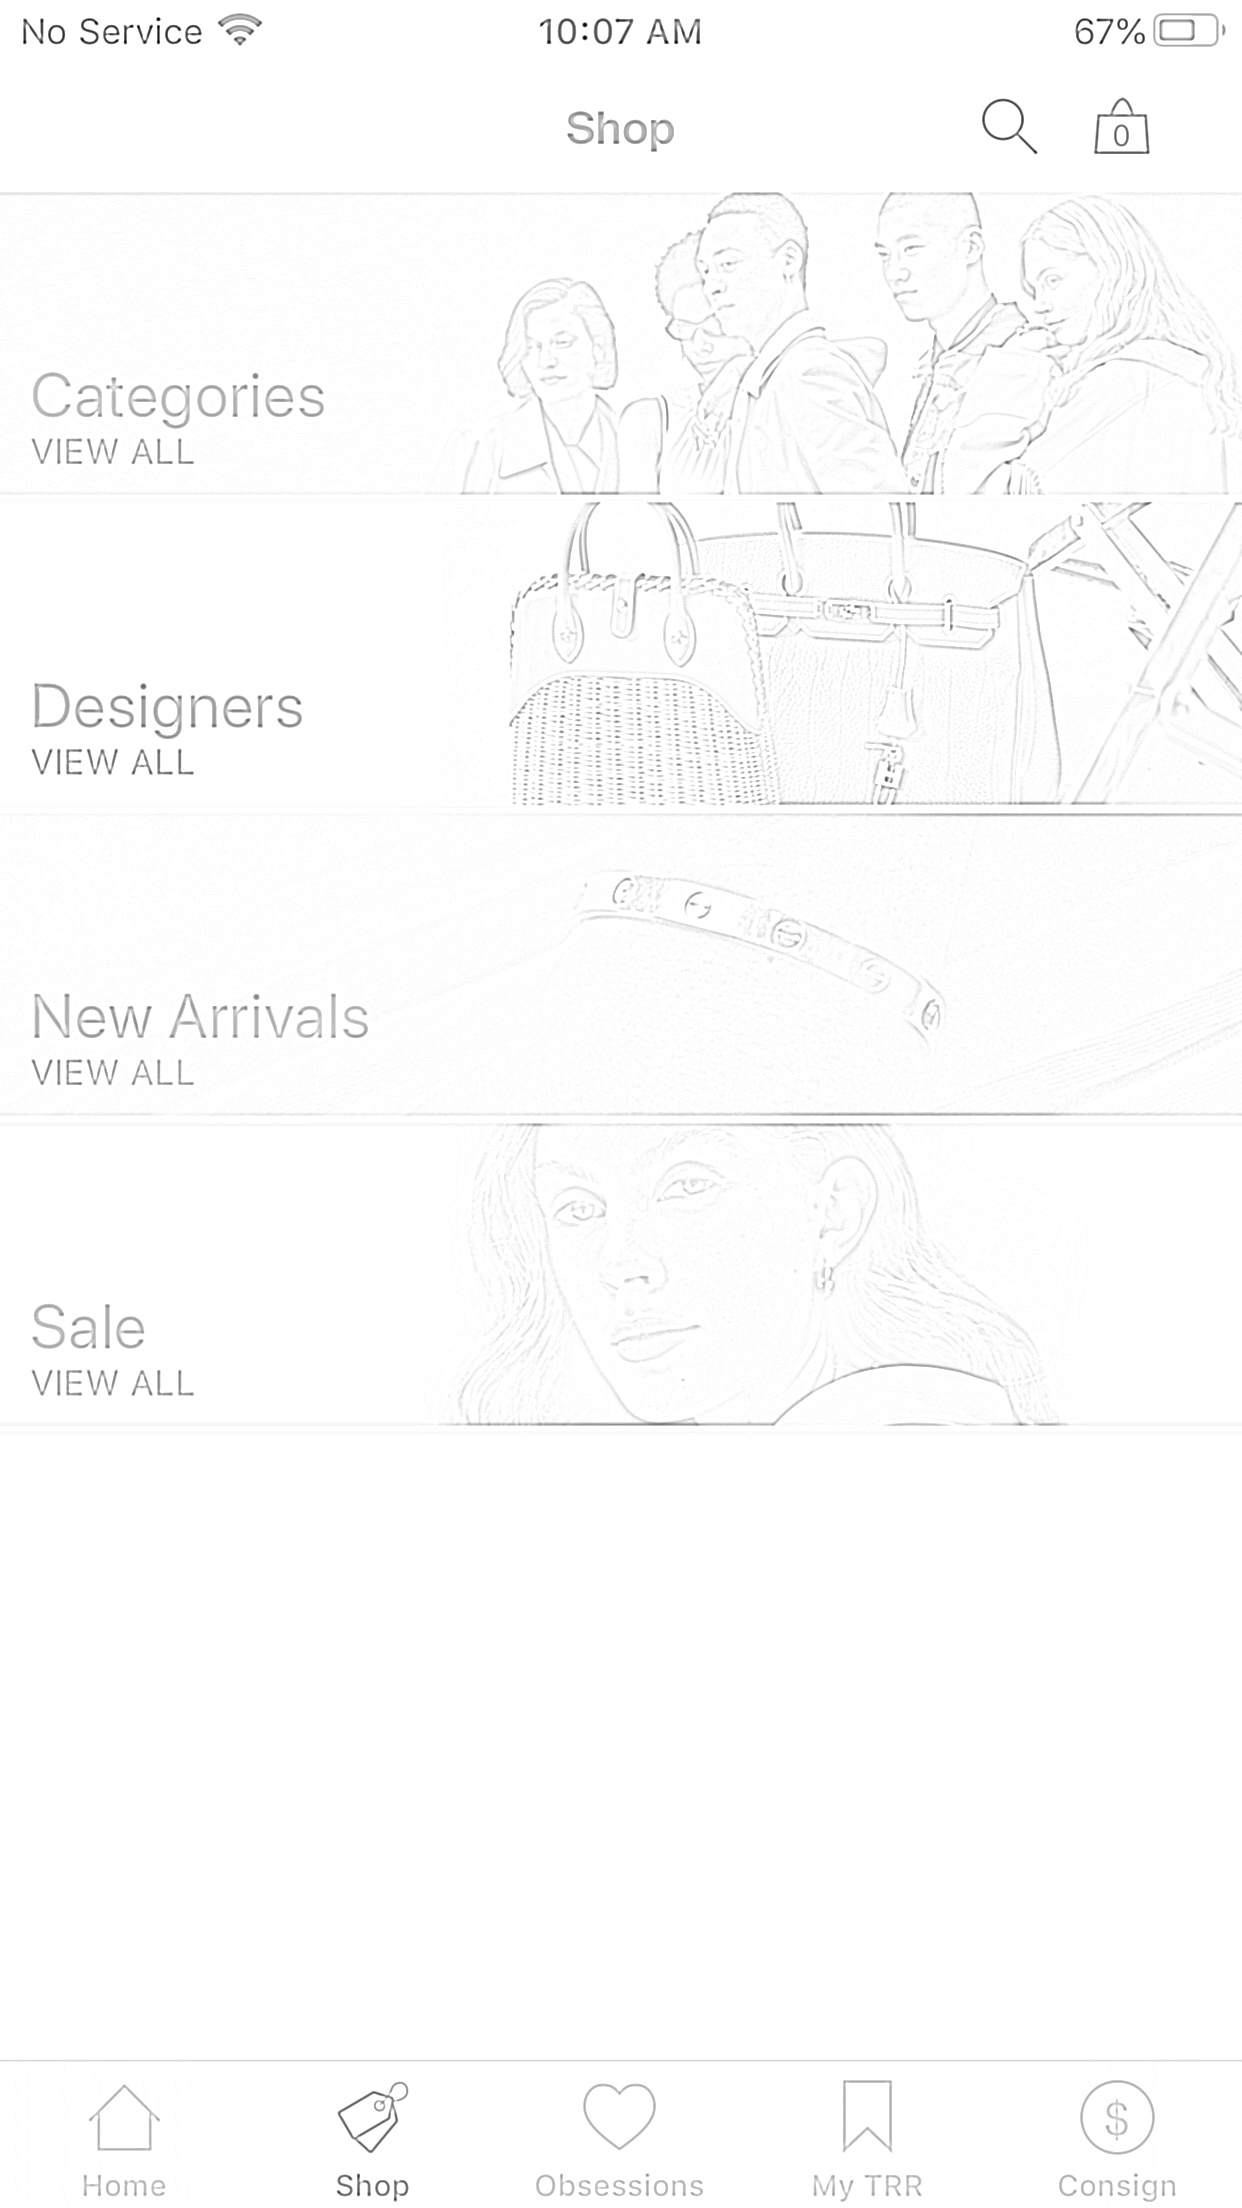 No Service 10:07 AM 67%
Shop 0
Categories
VIEW ALL
Designers
VIEW ALL
New Arrivals
VIEW ALL
Sale
VIEW ALL
Home Shop Obsessions My TRR Consign